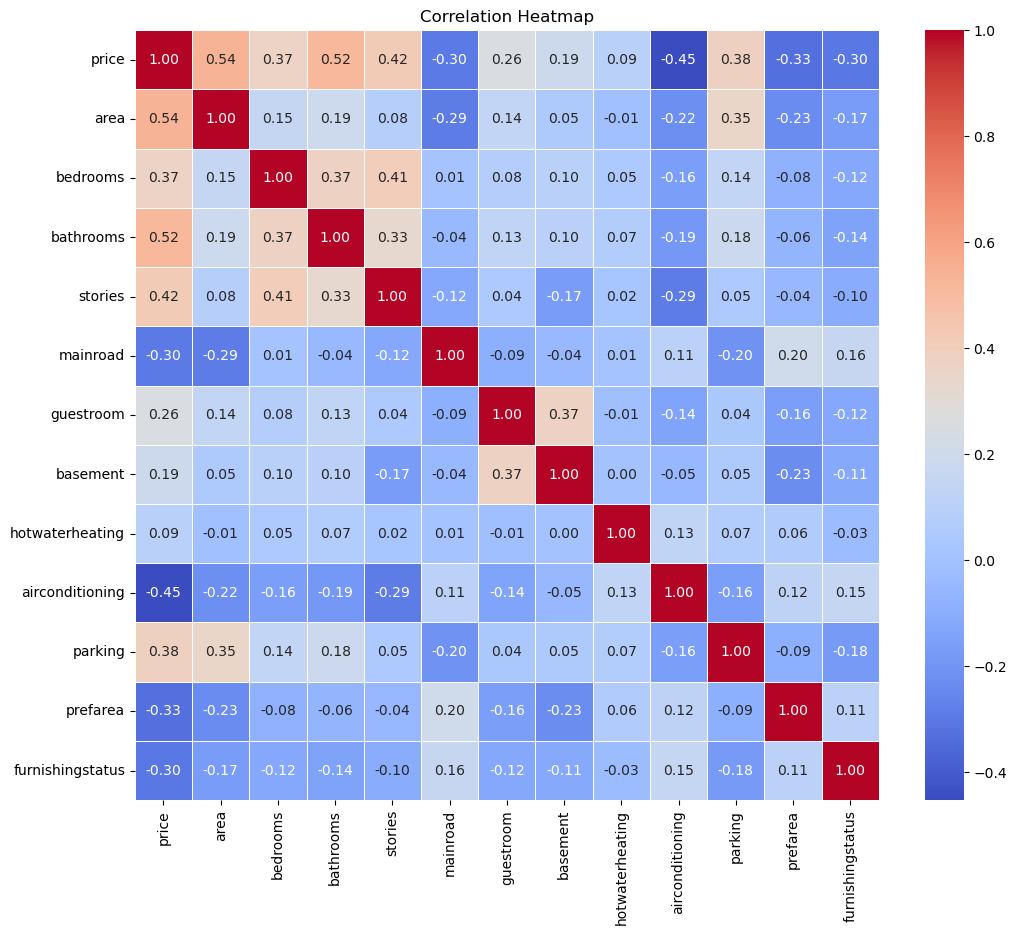 Correlation Heatmap
price 1.00 0.54 0.37 0.52 0.42 -0.30 0.26 0.19 0.09 -0.45 0.38 -0.33 -0.30
area 0.54 1.00 0.15 0.19 0.08 -0.29 0.14 0.05 -0.01 -0.22 0.35 -0.23 -0.17
bedrooms 0.37 0.15 1.00 0.37 0.41 0.01 0.08 0.10 0.05 -0.16 0.14 -0.08 -0.12
bathrooms 0.52 0.19 0.37 1.00 0.33 -0.04 0.13 0.10 0.07 -0.19 0.18 -0.06 -0.14
stories 0.42 0.08 0.41 0.33 1.00 -0.12 0.04 -0.17 0.02 -0.29 0.05 -0.04 -0.10
mainroad -0.30 -0.29 0.01 -0.04 -0.12 1.00 -0.09 -0.04 0.01 0.11 -0.20 0.20 0.16
guestroom 0.26 0.14 0.08 0.13 0.04 -0.09 1.00 0.37 -0.01 -0.14 0.04 -0.16 -0.12
basement 0.19 0.05 0.10 0.10 -0.17 -0.04 0.37 1.00 0.00 -0.05 0.05 -0.23 -0.11
hotwaterheating 0.09 -0.01 0.05 0.07 0.02 0.01 -0.01 0.00 1.00 0.13 0.07 0.06 -0.03
airconditioning -0.45 -0.22 -0.16 -0.19 -0.29 0.11 -0.14 -0.05 0.13 1.00 -0.16 0.12 0.15
parking 0.38 0.35 0.14 0.18 0.05 -0.20 0.04 0.05 0.07 -0.16 1.00 -0.09 -0.18
prefarea -0.33 -0.23 -0.08 -0.06 -0.04 0.20 -0.16 -0.23 0.06 0.12 -0.09 1.00 0.11
furnishingstatus -0.30 -0.17 -0.12 -0.14 -0.10 0.16 -0.12 -0.11 -0.03 0.15 -0.18 0.11 1.00
price
area
bedrooms
bathrooms
stories
mainroad
guestroom
basement
hotwaterheating
airconditioning
parking
prefarea
furnishingstatus
1.0
0.8
0.6
0.4
0.2
0.0
−0.2
−0.4